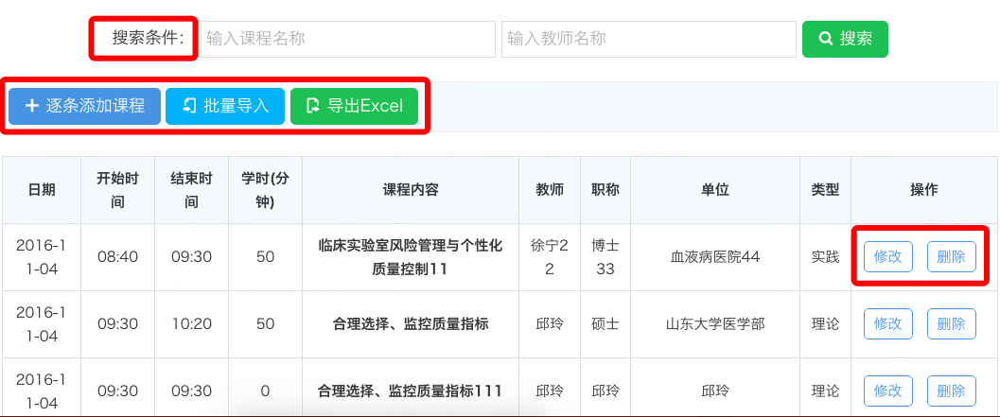 搜索条件: 输入课程名称 输入教师名称 搜索
逐条添加课程 批量导入 导出Excel
日期 开始时间 结束时间 学时(分钟) 课程内容 教师 职称 单位 类型 操作
2016-11-04 08:40 09:30 50 临床实验室风险管理与个性化质量控制11 徐宁22 博士33 血液病医院44 实践 修改 删除
2016-11-04 09:30 10:20 50 合理选择、监控质量指标 邱玲 硕士 山东大学医学部 理论 修改 删除
2016-11-04 09:30 09:30 0 合理选择、监控质量指标111 邱玲 邱玲 邱玲 理论 修改 删除